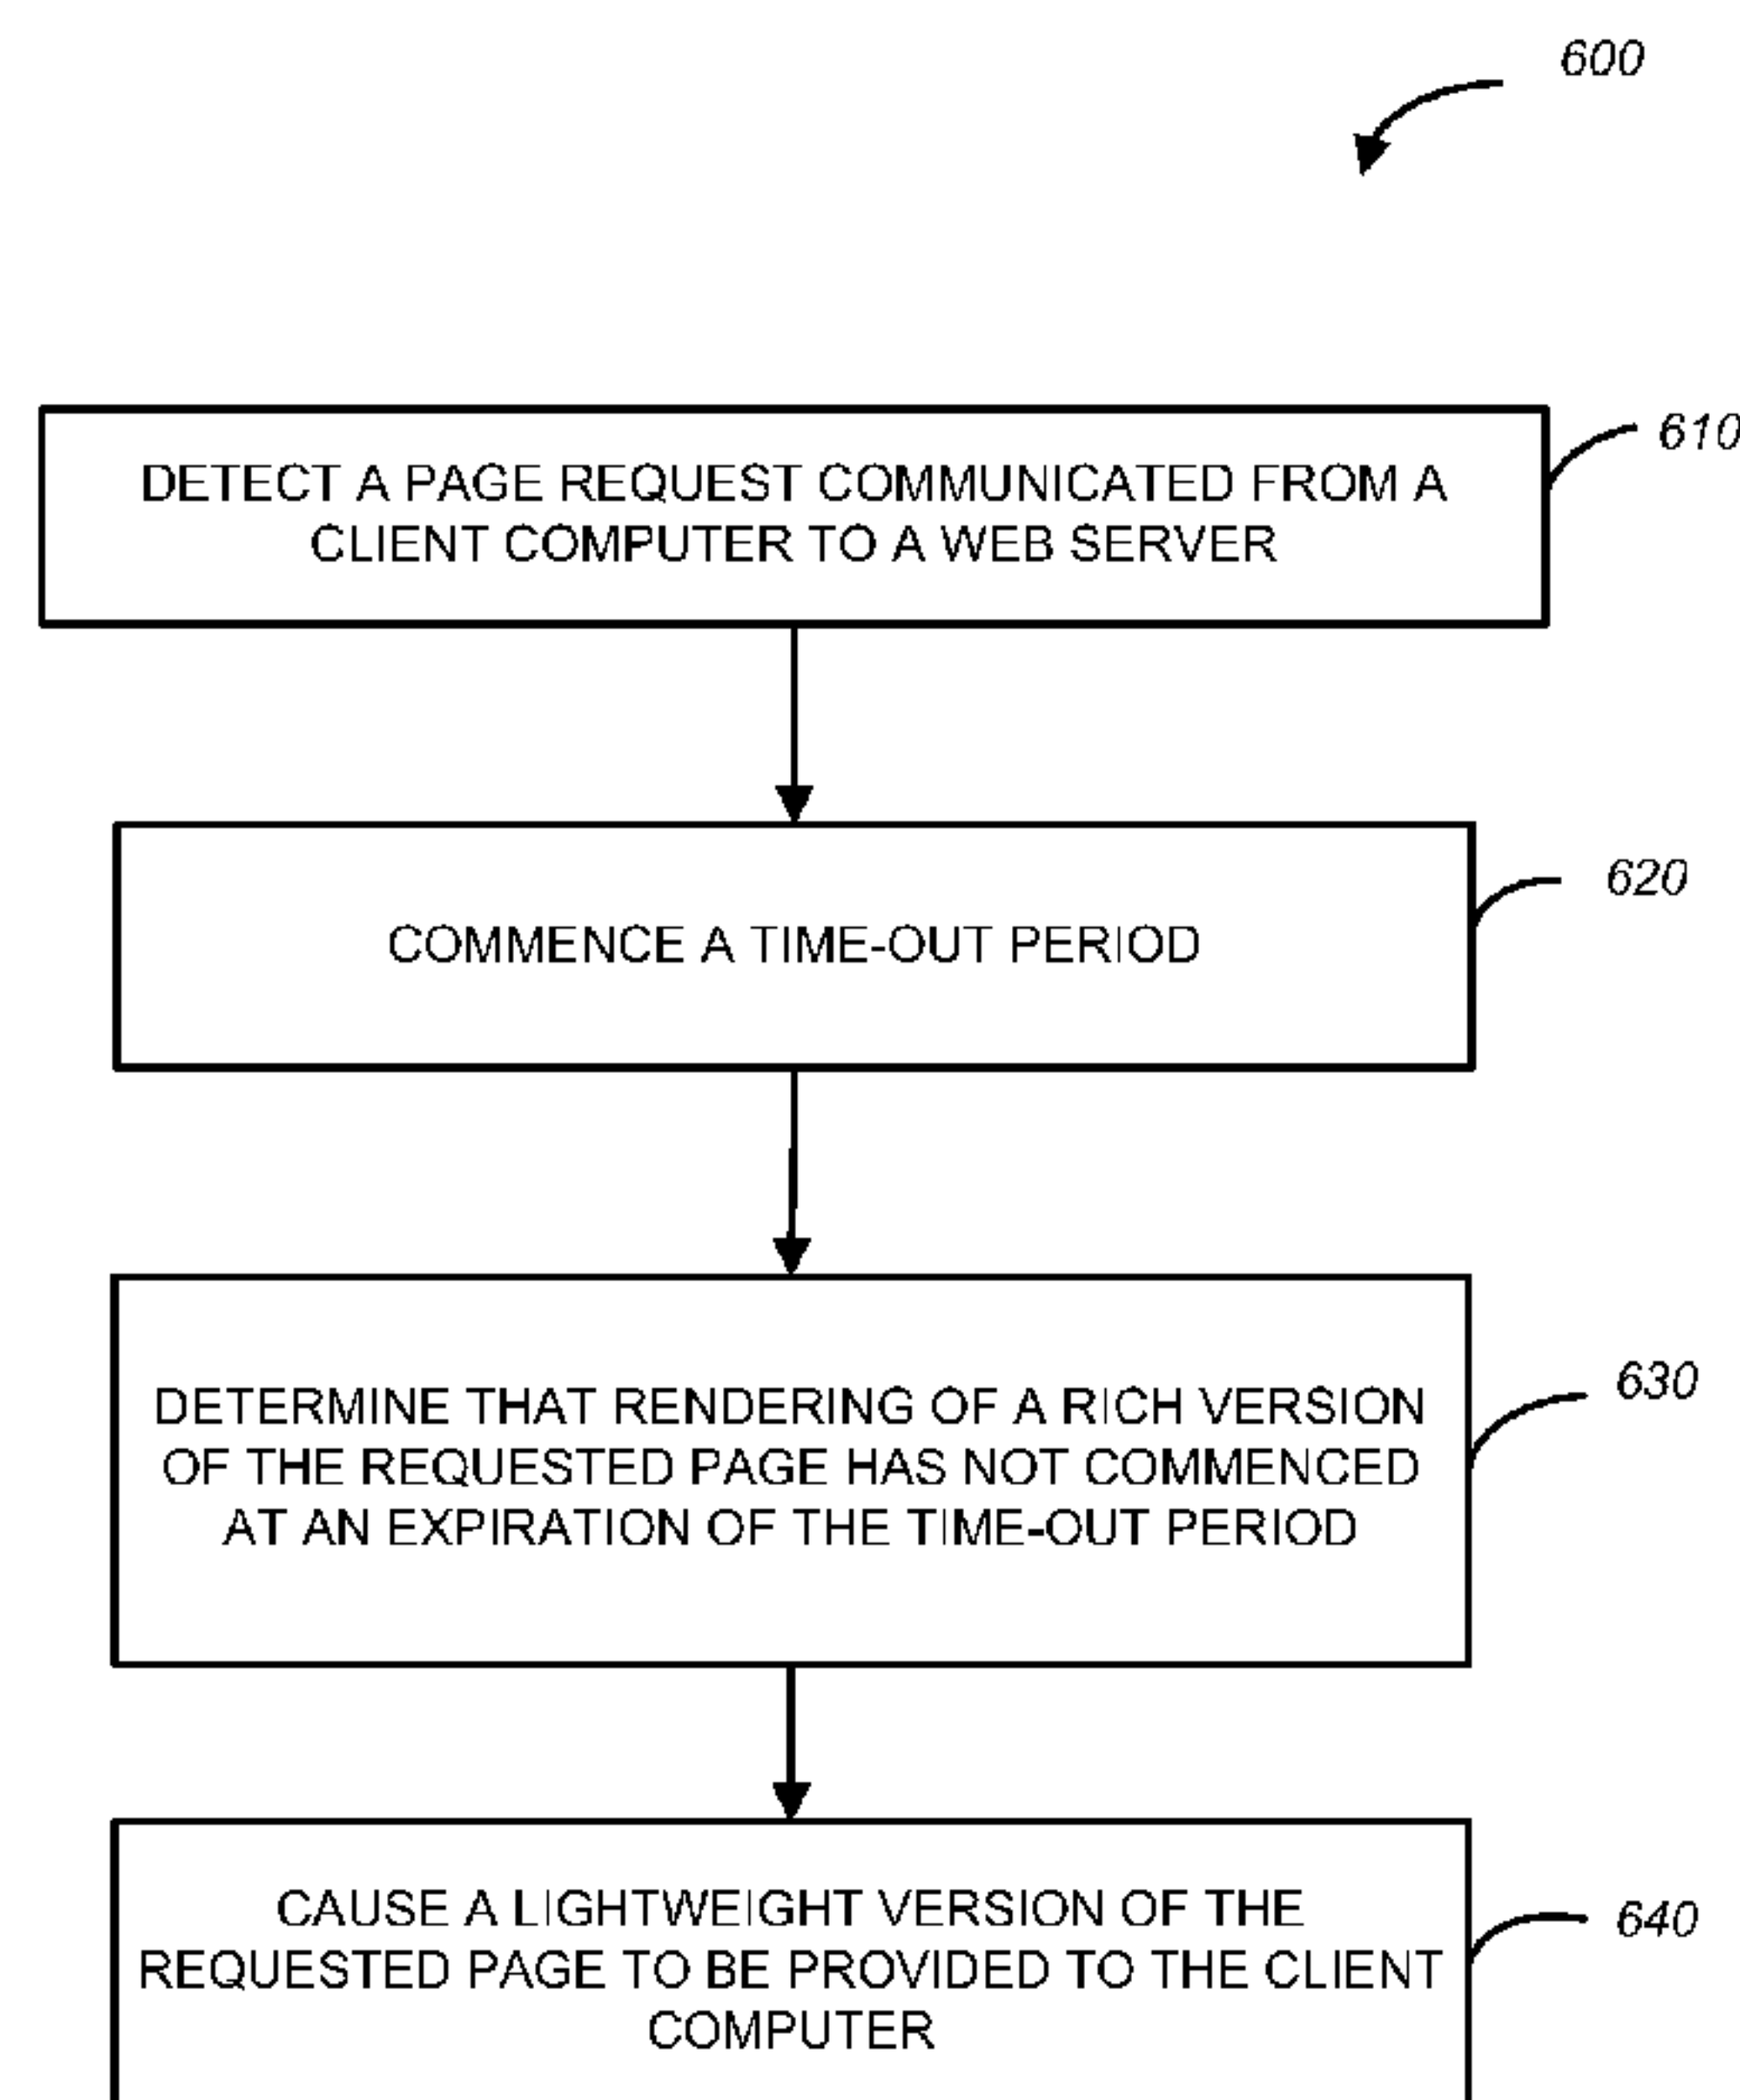 600
610
DETECT A PAGE REQUEST COMMUNICATED FROM A
CLIENT COMPUTER TO A WEB SERVER
620
COMMENCE A TIME-OUT PERIOD
630
DETERMINE THAT RENDERING OF A RICH VERSION
OF THE REQUESTED PAGE HAS NOT COMMENCED
AT AN EXPIRATION OF THE TIME-OUT PERIOD
640
CAUSE A LIGHTWEIGHT VERSION OF THE
REQUESTED PAGE TO BE PROVIDED TO THE CLIENT
COMPUTER